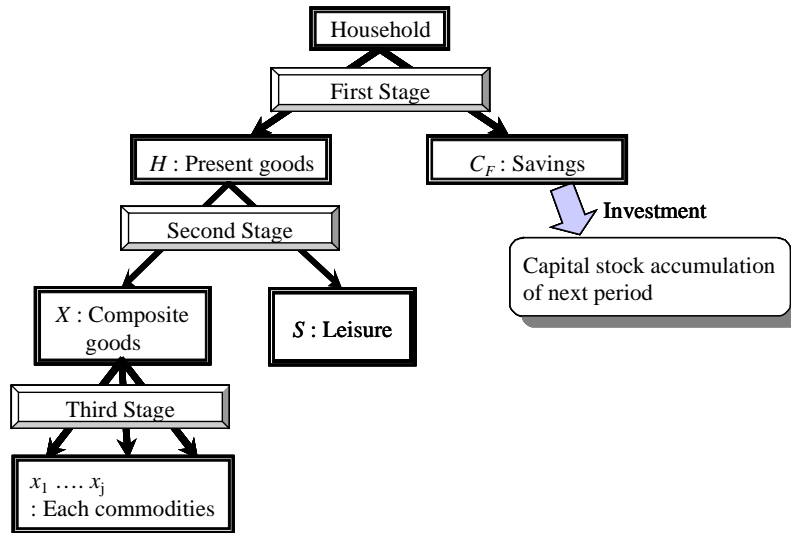 Household
First Stage
H : Present goods
C_F : Savings
Investment
Second Stage
Capital stock accumulation
of next period
X : Composite
goods
S : Leisure
Third Stage
x_1 .... x_j
: Each commodities